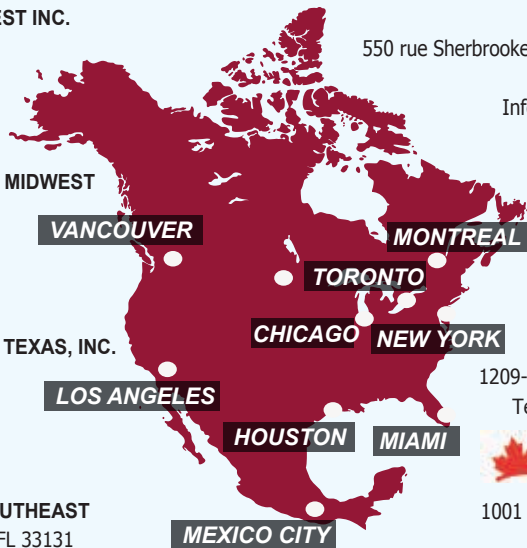 EST INC.
550 rue Sherbrooke
Inf
MIDWEST
VANCOUVER
MONTREAL
TORONTO
CHICAGO
NEW YORK
TEXAS, INC.
1209-
Te
LOS ANGELES
HOUSTON
MIAMI
1001
UTHEAST
FL 33131
MEXICO CITY